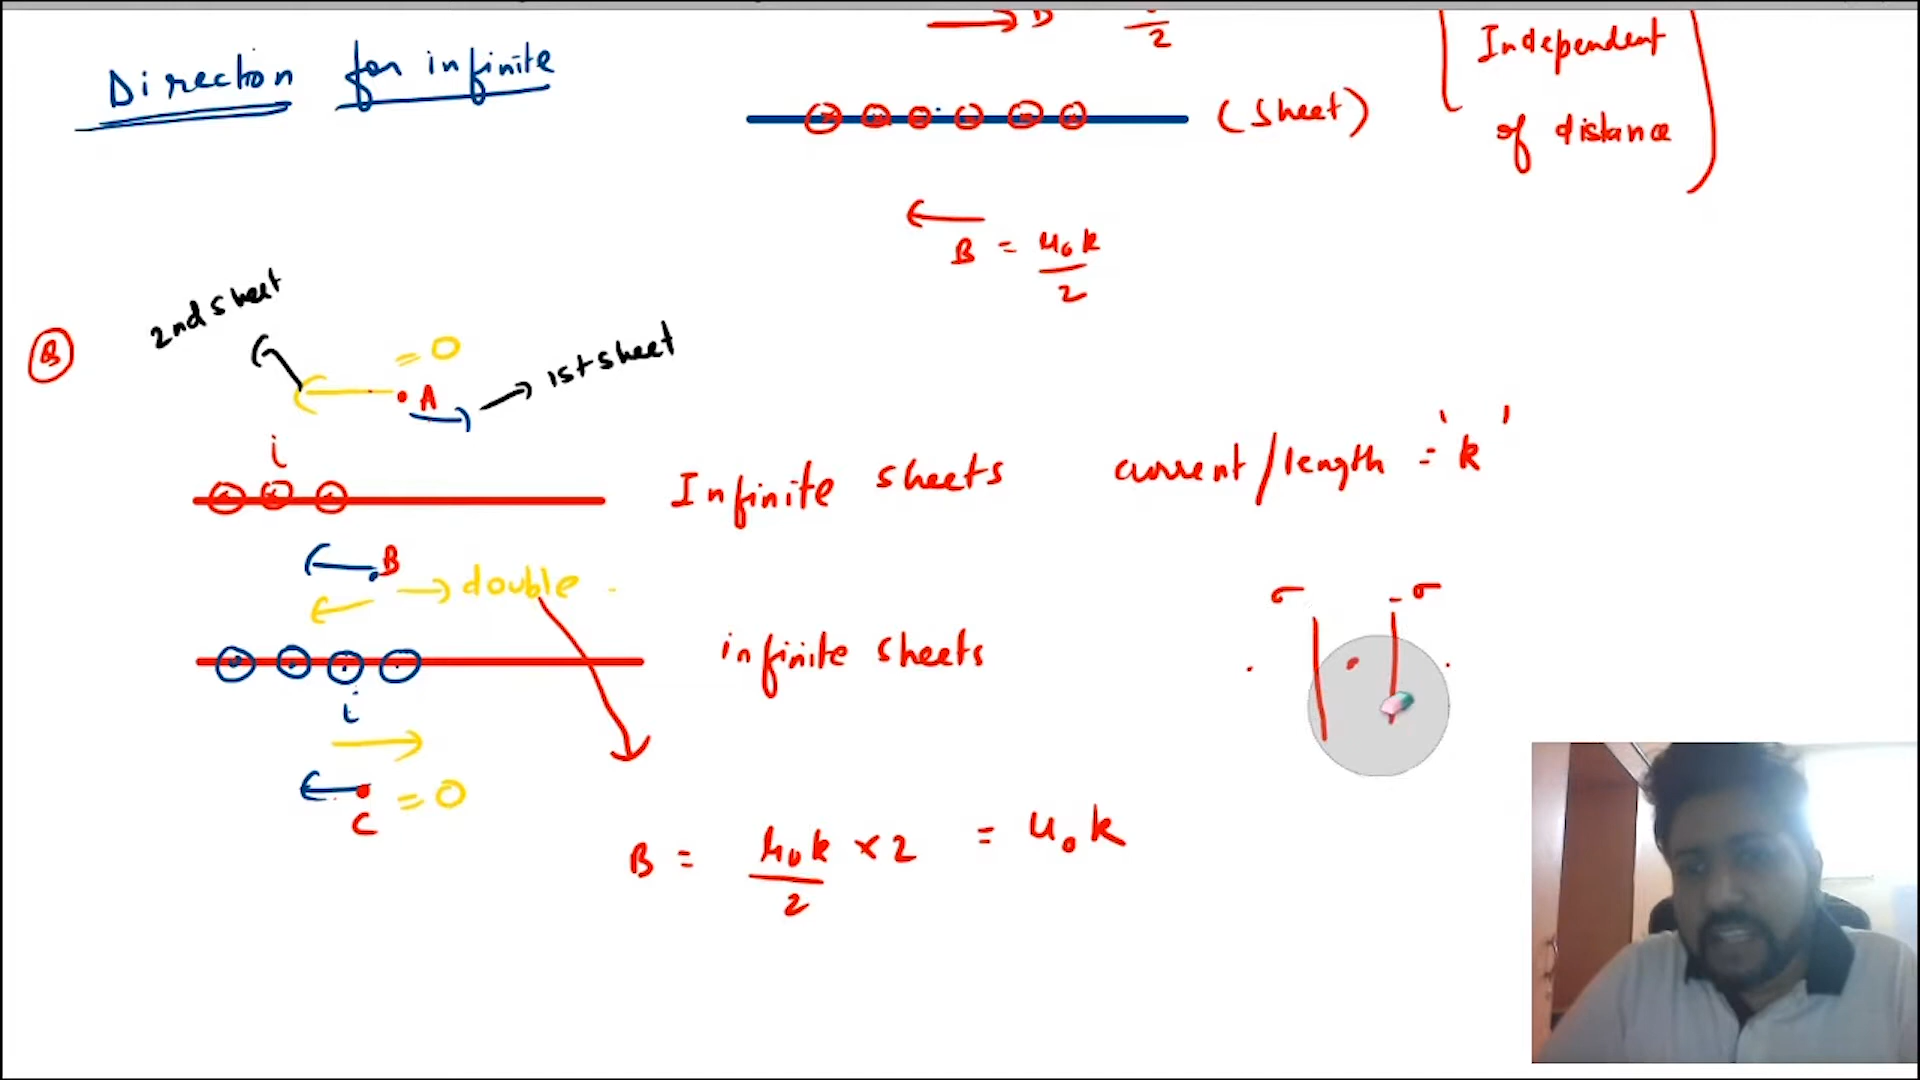 Direction for infinite
B
2
Independent
of distance
(sheet)
B = μ₀k
2
2nd sheet
= 0
1st sheet
A
i
Infinite sheets
current/length = 'k'
B
→ double
infinite sheets
σ
-σ
i
= 0
C
B = μ₀k × 2 = μ₀k
2